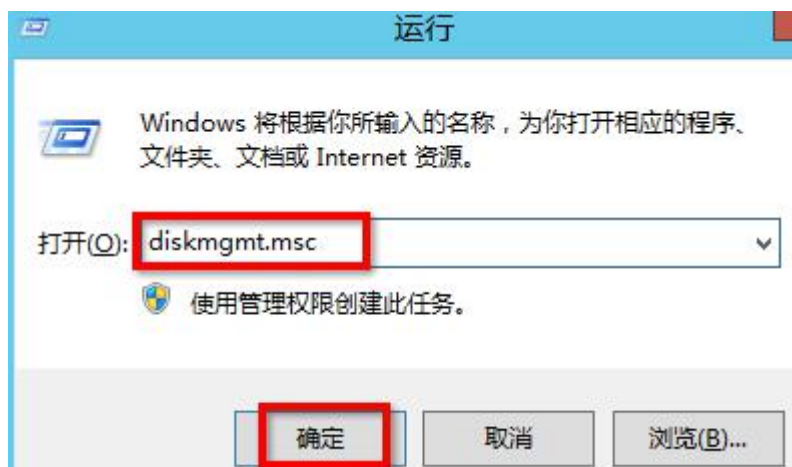 运行
Windows 将根据你所输入的名称，为你打开相应的程序、
文件夹、文档或 Internet 资源。
打开(O): diskmgmt.msc
使用管理权限创建此任务。
确定 取消 浏览(B)...